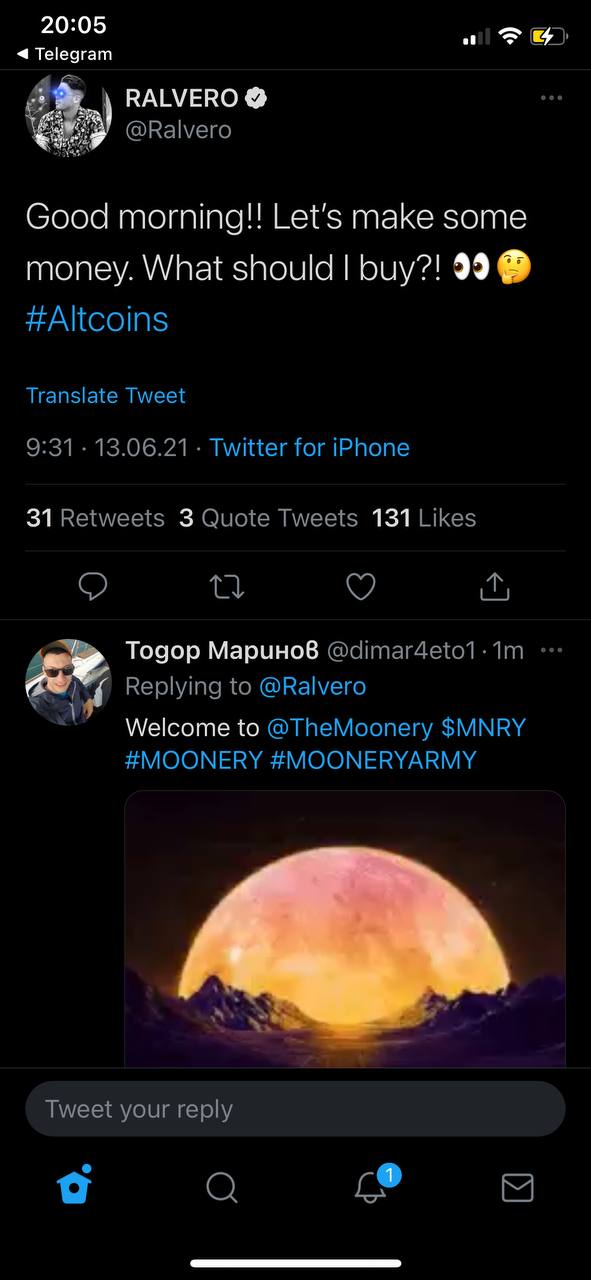 20:05
◀ Telegram
RALVERO
@Ralvero
Good morning!! Let’s make some
money. What should I buy?! 👀🤔
#Altcoins
Translate Tweet
9:31 · 13.06.21 · Twitter for iPhone
31 Retweets 3 Quote Tweets 131 Likes
Тодор Маринов @dimar4eto1 · 1m
Replying to @Ralvero
Welcome to @TheMoonery $MNRY
#MOONERY #MOONERYARMY
Tweet your reply
1